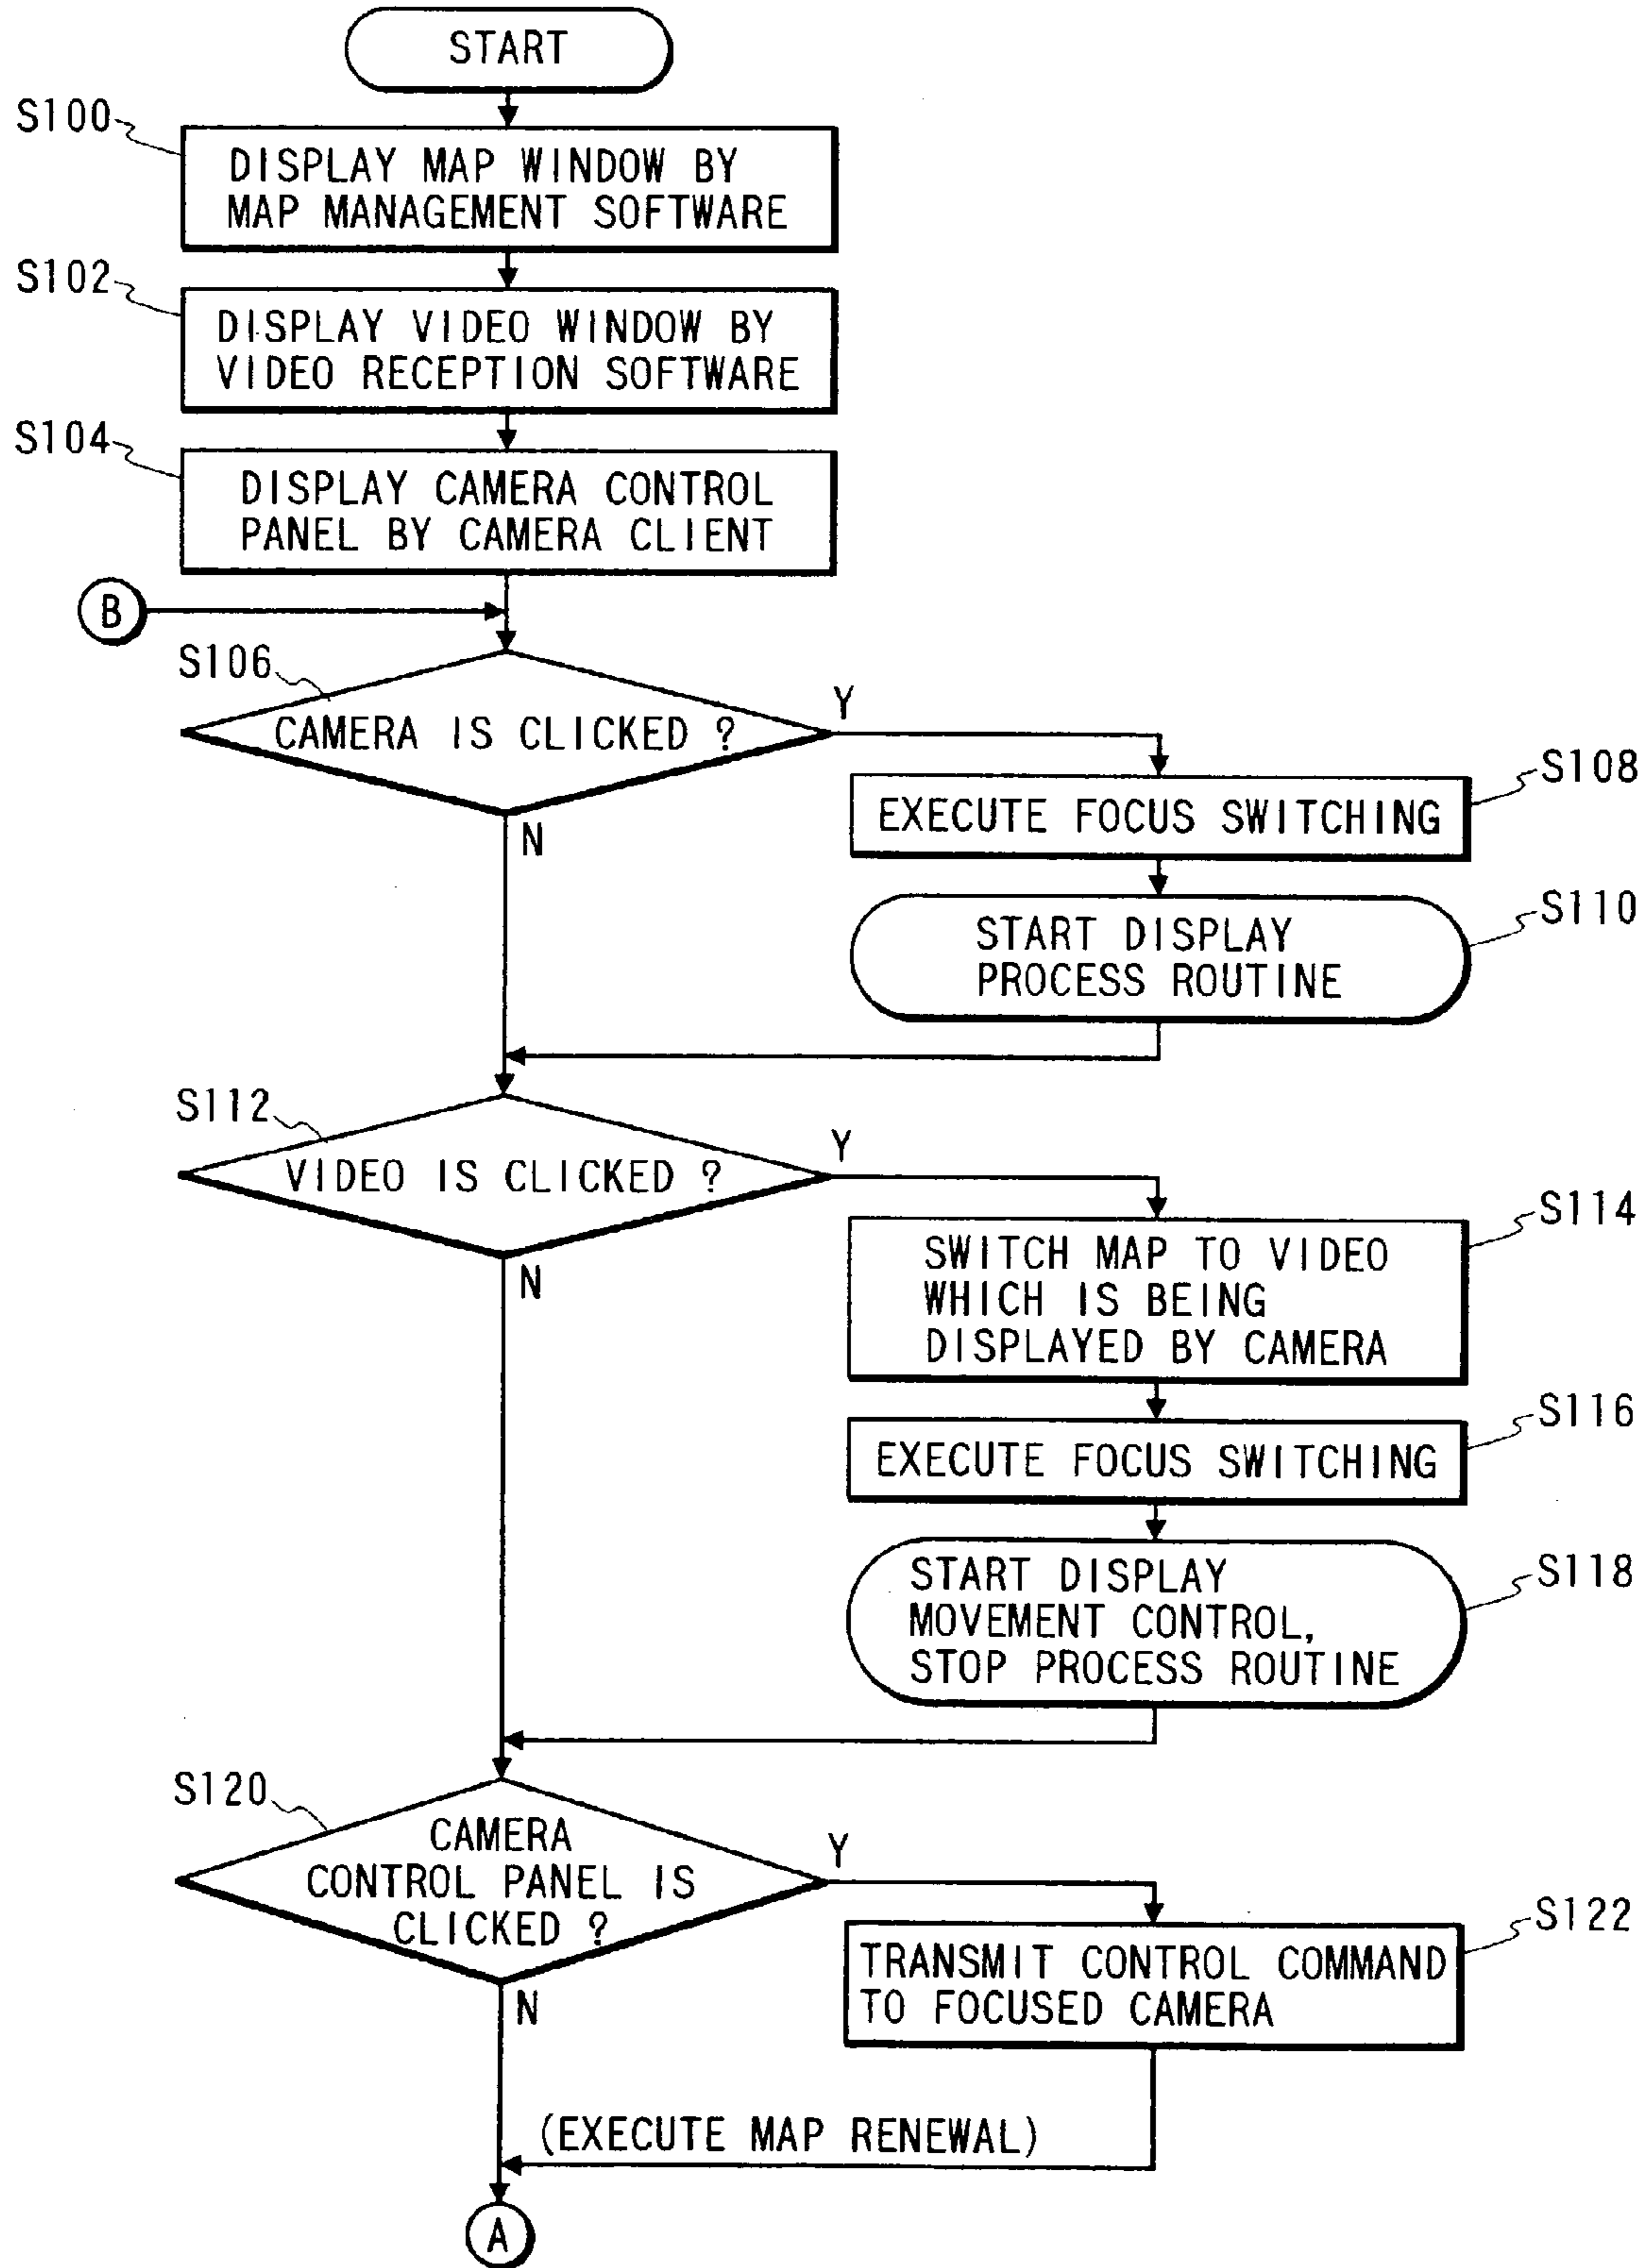 START
S100
DISPLAY MAP WINDOW BY
MAP MANAGEMENT SOFTWARE
S102
DISPLAY VIDEO WINDOW BY
VIDEO RECEPTION SOFTWARE
S104
DISPLAY CAMERA CONTROL
PANEL BY CAMERA CLIENT
B
S106
CAMERA IS CLICKED ?
Y
N
S108
EXECUTE FOCUS SWITCHING
S110
START DISPLAY
PROCESS ROUTINE
S112
VIDEO IS CLICKED ?
Y
N
S114
SWITCH MAP TO VIDEO
WHICH IS BEING
DISPLAYED BY CAMERA
S116
EXECUTE FOCUS SWITCHING
S118
START DISPLAY
MOVEMENT CONTROL,
STOP PROCESS ROUTINE
S120
CAMERA
CONTROL PANEL IS
CLICKED ?
Y
N
S122
TRANSMIT CONTROL COMMAND
TO FOCUSED CAMERA
(EXECUTE MAP RENEWAL)
A